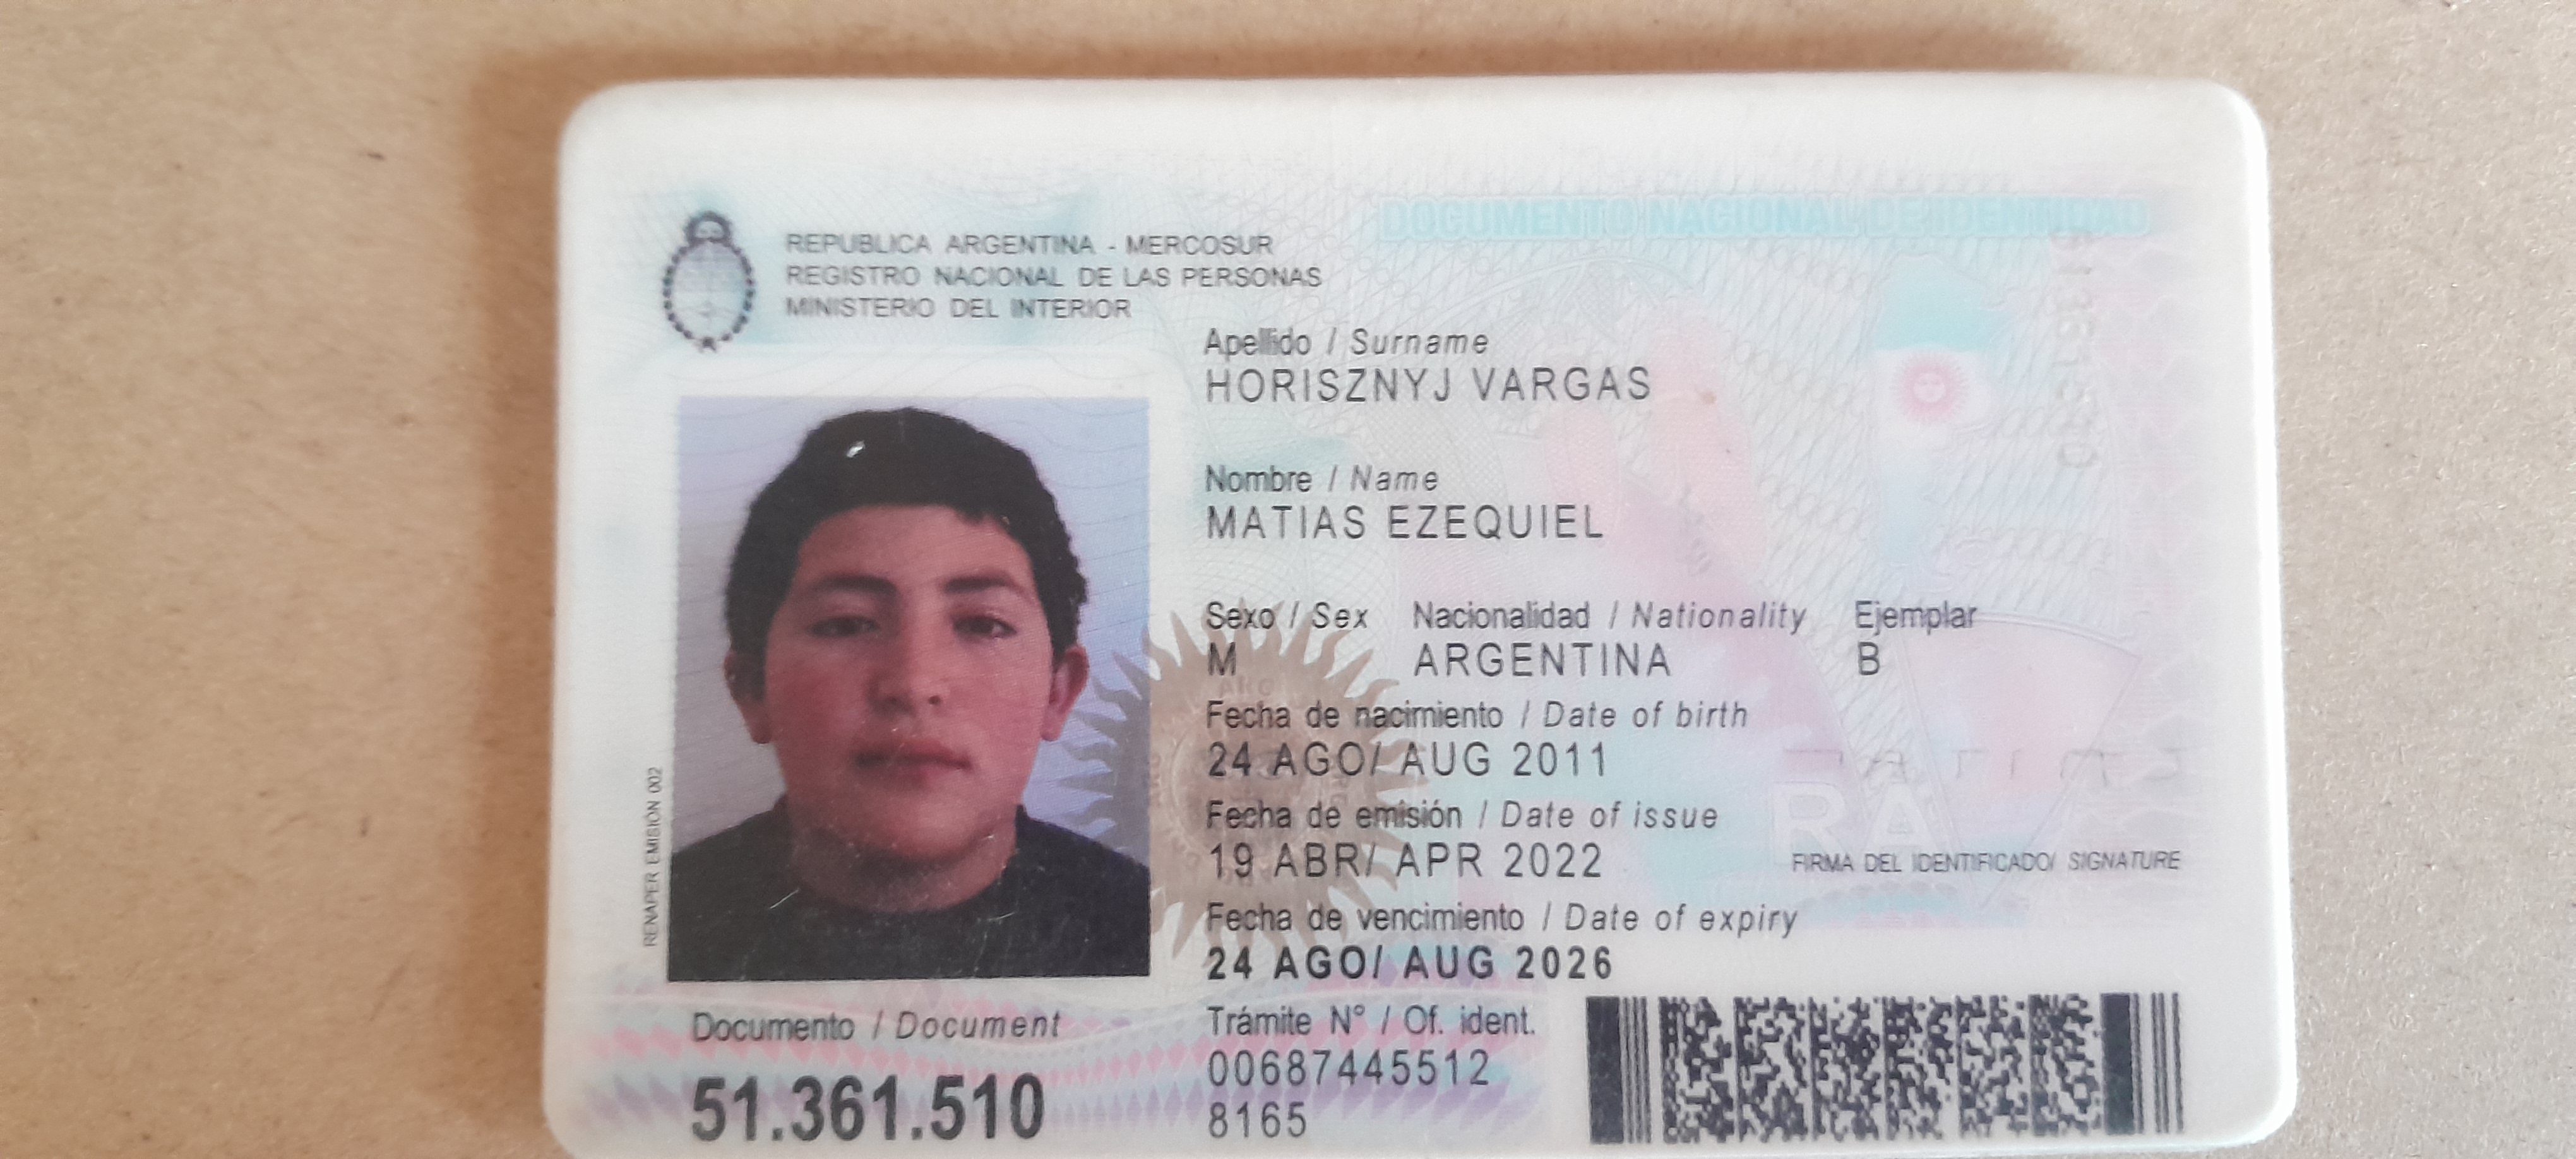 REPUBLICA ARGENTINA - MERCOSUR
REGISTRO NACIONAL DE LAS PERSONAS
MINISTERIO DEL INTERIOR
DOCUMENTO NACIONAL DE IDENTIDAD
Apellido / Surname
HORISZNYJ VARGAS
Nombre / Name
MATIAS EZEQUIEL
Sexo / Sex Nacionalidad / Nationality Ejemplar
M ARGENTINA B
Fecha de nacimiento / Date of birth
24 AGO/ AUG 2011
Fecha de emisión / Date of issue
19 ABR/ APR 2022
Fecha de vencimiento / Date of expiry
24 AGO/ AUG 2026
FIRMA DEL IDENTIFICADO/ SIGNATURE
RENAPER EMISIÓN 002
Documento / Document
51.361.510
Trámite N° / Of. ident.
00687445512
8165